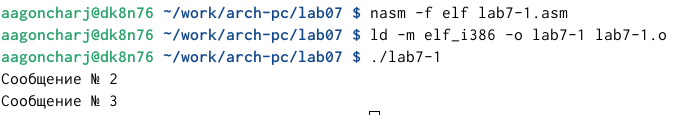 aagoncharj@dk8n76 ~/work/arch-pc/lab07 $ nasm -f elf lab7-1.asm
aagoncharj@dk8n76 ~/work/arch-pc/lab07 $ ld -m elf_i386 -o lab7-1 lab7-1.o
aagoncharj@dk8n76 ~/work/arch-pc/lab07 $ ./lab7-1
Сообщение № 2
Сообщение № 3